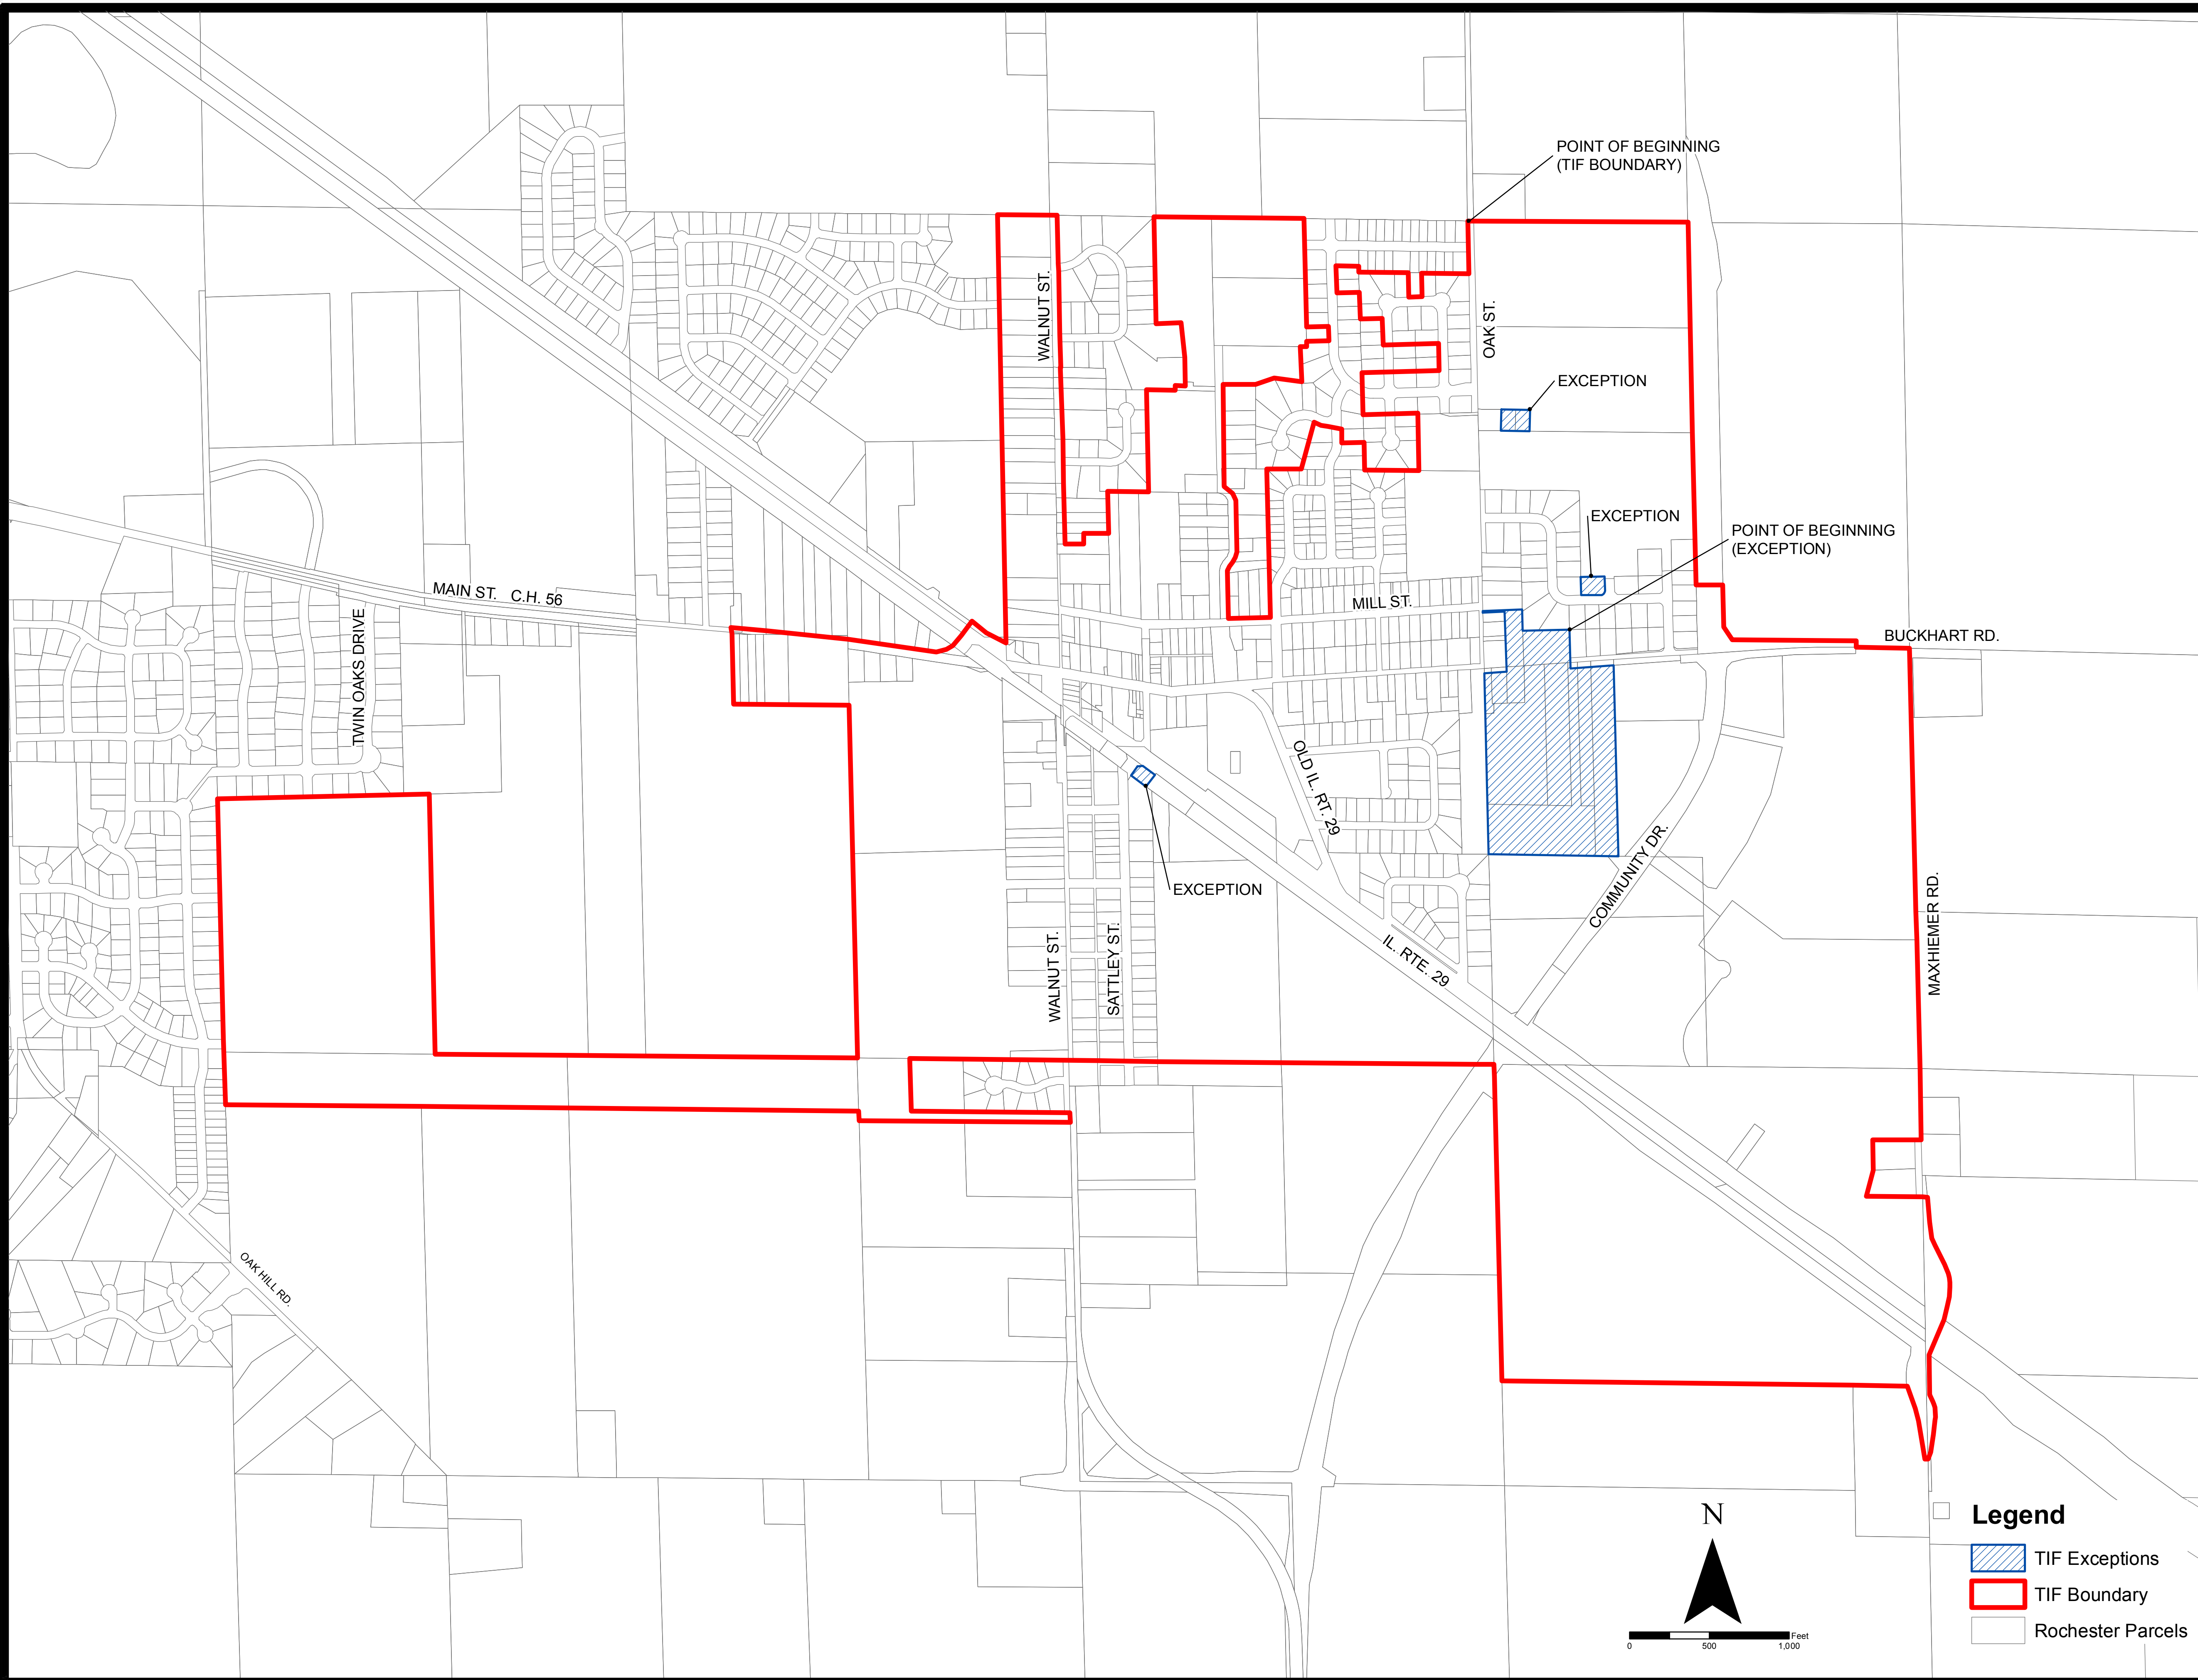 POINT OF BEGINNING
(TIF BOUNDARY)
WALNUT ST.
OAK ST.
EXCEPTION
EXCEPTION
POINT OF BEGINNING
(EXCEPTION)
MAIN ST. C.H. 56
MILL ST.
BUCKHART RD.
TWIN OAKS DRIVE
OLD IL. RT. 29
EXCEPTION
COMMUNITY DR.
MAXHIEMER RD.
WALNUT ST.
SATTLEY ST.
IL. RTE. 29
OAK HILL RD.
N
Feet
0 500 1,000
Legend
TIF Exceptions
TIF Boundary
Rochester Parcels